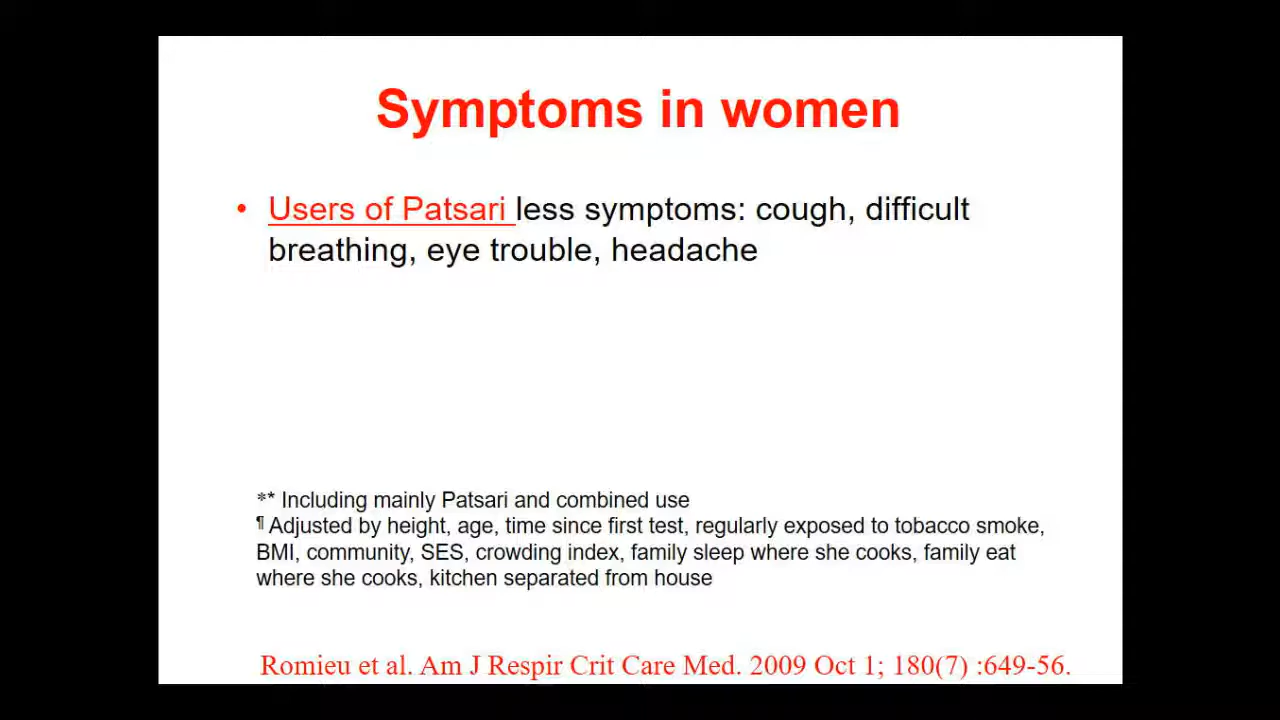 Symptoms in women
• Users of Patsari less symptoms: cough, difficult
breathing, eye trouble, headache
** Including mainly Patsari and combined use
¶ Adjusted by height, age, time since first test, regularly exposed to tobacco smoke,
BMI, community, SES, crowding index, family sleep where she cooks, family eat
where she cooks, kitchen separated from house
Romieu et al. Am J Respir Crit Care Med. 2009 Oct 1; 180(7) :649-56.